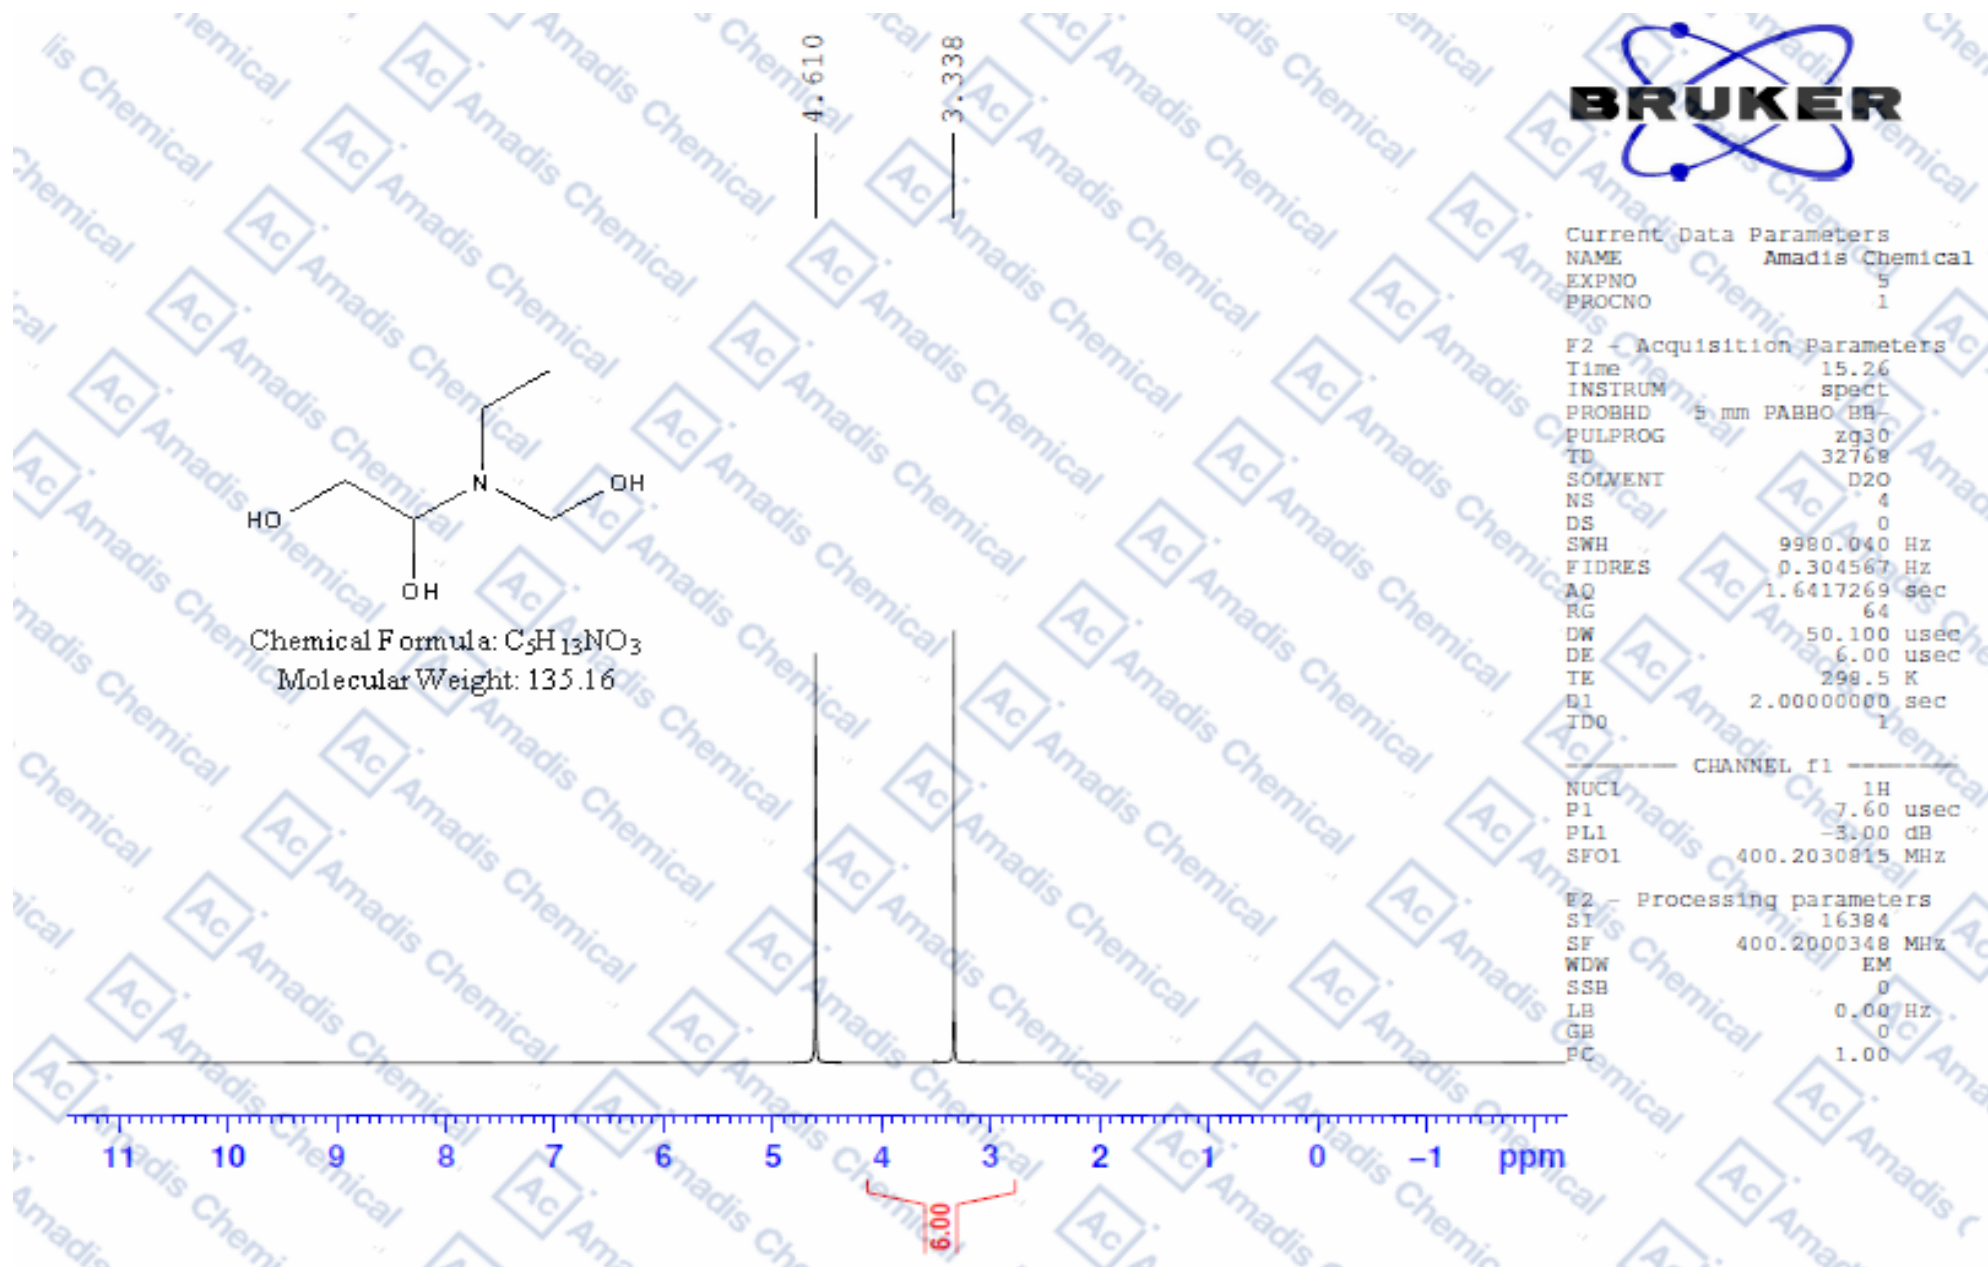 4.610
3.338
BRUKER
Current Data Parameters
NAME Amadis Chemical
EXPNO 5
PROCNO 1
F2 - Acquisition Parameters
Time 15.26
INSTRUM spect
PROBHD 5 mm PABBO BB-
PULPROG zg30
TD 32768
SOLVENT D2O
NS 4
DS 0
SWH 9980.040 Hz
FIDRES 0.304567 Hz
AQ 1.6417269 sec
RG 64
DW 50.100 usec
DE 6.00 usec
TE 298.5 K
D1 2.00000000 sec
TD0 1
======== CHANNEL f1 ========
NUC1 1H
P1 7.60 usec
PL1 -3.00 dB
SFO1 400.2030815 MHz
F2 - Processing parameters
SI 16384
SF 400.2000348 MHz
WDW EM
SSB 0
LB 0.00 Hz
GB 0
PC 1.00
N
OH
HO
OH
Chemical Formula: C5H13NO3
Molecular Weight: 135.16
11 10 9 8 7 6 5 4 3 2 1 0 -1 ppm
6.00
Ac Amadis Chemical